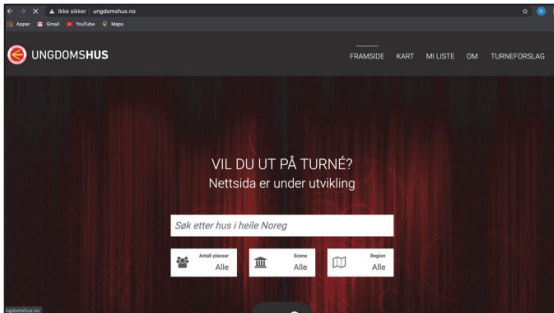 Ikke sikker | ungdomshus.no
Apper Gmail YouTube Maps
UNGDOMSHUS
FRAMSIDE KART MI LISTE OM TURNEFORSLAG
VIL DU UT PÅ TURNÉ?
Nettsida er under utvikling
Søk etter hus i heile Noreg
Antall plassar
Alle
Scene
Alle
Region
Alle
ungdomshus.no